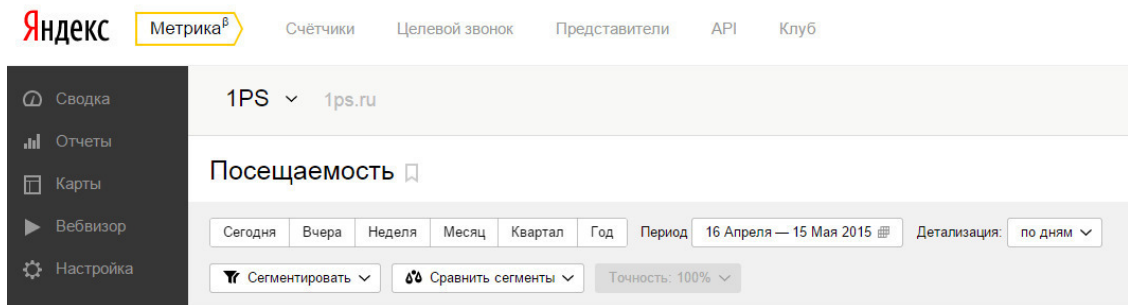 Яндекс Метрика^β Счётчики Целевой звонок Представители API Клуб
Сводка
Отчеты
Карты
Вебвизор
Настройка
1PS 1ps.ru
Посещаемость
Сегодня Вчера Неделя Месяц Квартал Год Период 16 Апреля — 15 Мая 2015 Детализация: по дням
Сегментировать Сравнить сегменты Точность: 100%